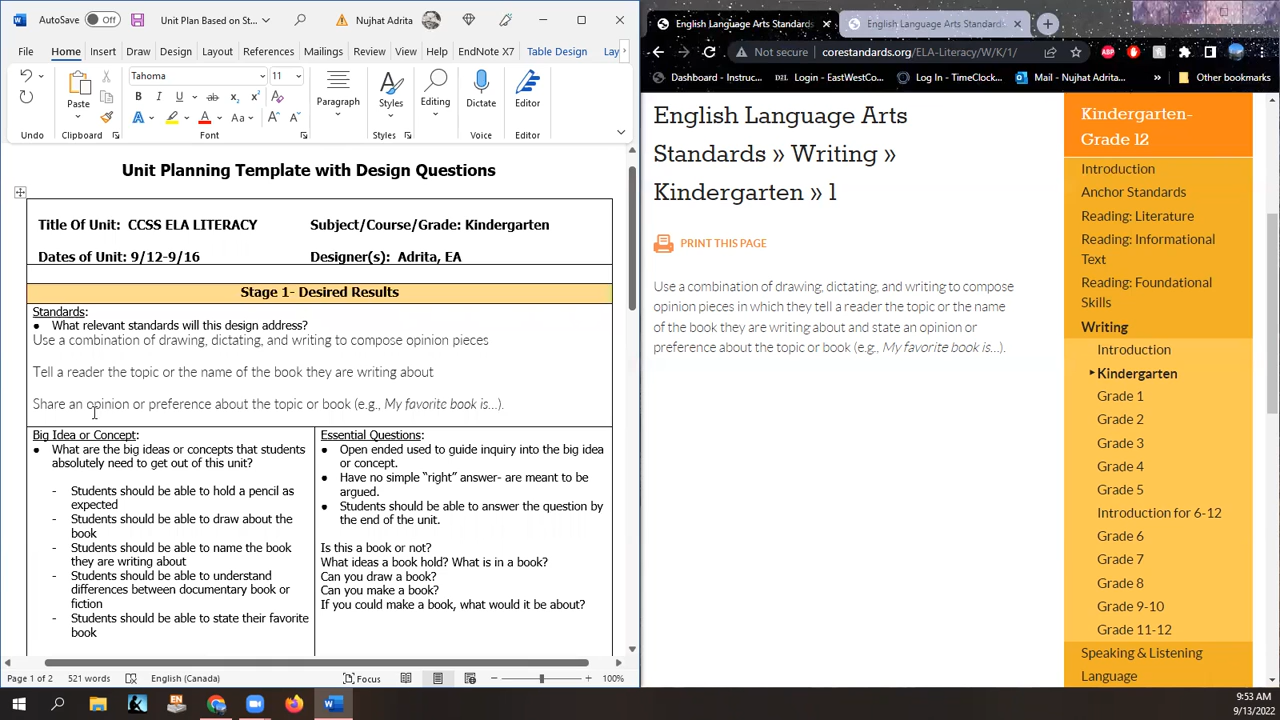 AutoSave Off
Unit Plan Based on St...
Nujhat Adrita
File Home Insert Draw Design Layout References Mailings Review View Help EndNote X7 Table Design Lay
Tahoma 11
Paste
Paragraph
Styles
Editing
Dictate
Editor
Undo Clipboard Font Styles Voice Editor
Unit Planning Template with Design Questions
Title Of Unit: CCSS ELA LITERACY Subject/Course/Grade: Kindergarten
Dates of Unit: 9/12-9/16 Designer(s): Adrita, EA
Stage 1- Desired Results
Standards:
● What relevant standards will this design address?
Use a combination of drawing, dictating, and writing to compose opinion pieces
Tell a reader the topic or the name of the book they are writing about
Share an opinion or preference about the topic or book (e.g., My favorite book is...).
Big Idea or Concept:
● What are the big ideas or concepts that students
absolutely need to get out of this unit?
- Students should be able to hold a pencil as
expected
- Students should be able to draw about the
book
- Students should be able to name the book
they are writing about
- Students should be able to understand
differences between documentary book or
fiction
- Students should be able to state their favorite
book
Essential Questions:
● Open ended used to guide inquiry into the big idea
or concept.
● Have no simple “right” answer- are meant to be
argued.
● Students should be able to answer the question by
the end of the unit.
Is this a book or not?
What ideas a book hold? What is in a book?
Can you draw a book?
Can you make a book?
If you could make a book, what would it be about?
Page 1 of 2 521 words English (Canada) Focus 100%
English Language Arts Standards
English Language Arts Standards
Not secure corestandards.org/ELA-Literacy/W/K/1/
Dashboard - Instruc...
Login - EastWestCo...
Log In - TimeClock...
Mail - Nujhat Adrita...
Other bookmarks
English Language Arts
Standards » Writing »
Kindergarten » 1
PRINT THIS PAGE
Use a combination of drawing, dictating, and writing to compose
opinion pieces in which they tell a reader the topic or the name
of the book they are writing about and state an opinion or
preference about the topic or book (e.g., My favorite book is...).
Kindergarten-
Grade 12
Introduction
Anchor Standards
Reading: Literature
Reading: Informational
Text
Reading: Foundational
Skills
Writing
Introduction
Kindergarten
Grade 1
Grade 2
Grade 3
Grade 4
Grade 5
Introduction for 6-12
Grade 6
Grade 7
Grade 8
Grade 9-10
Grade 11-12
Speaking & Listening
Language
9:53 AM
9/13/2022